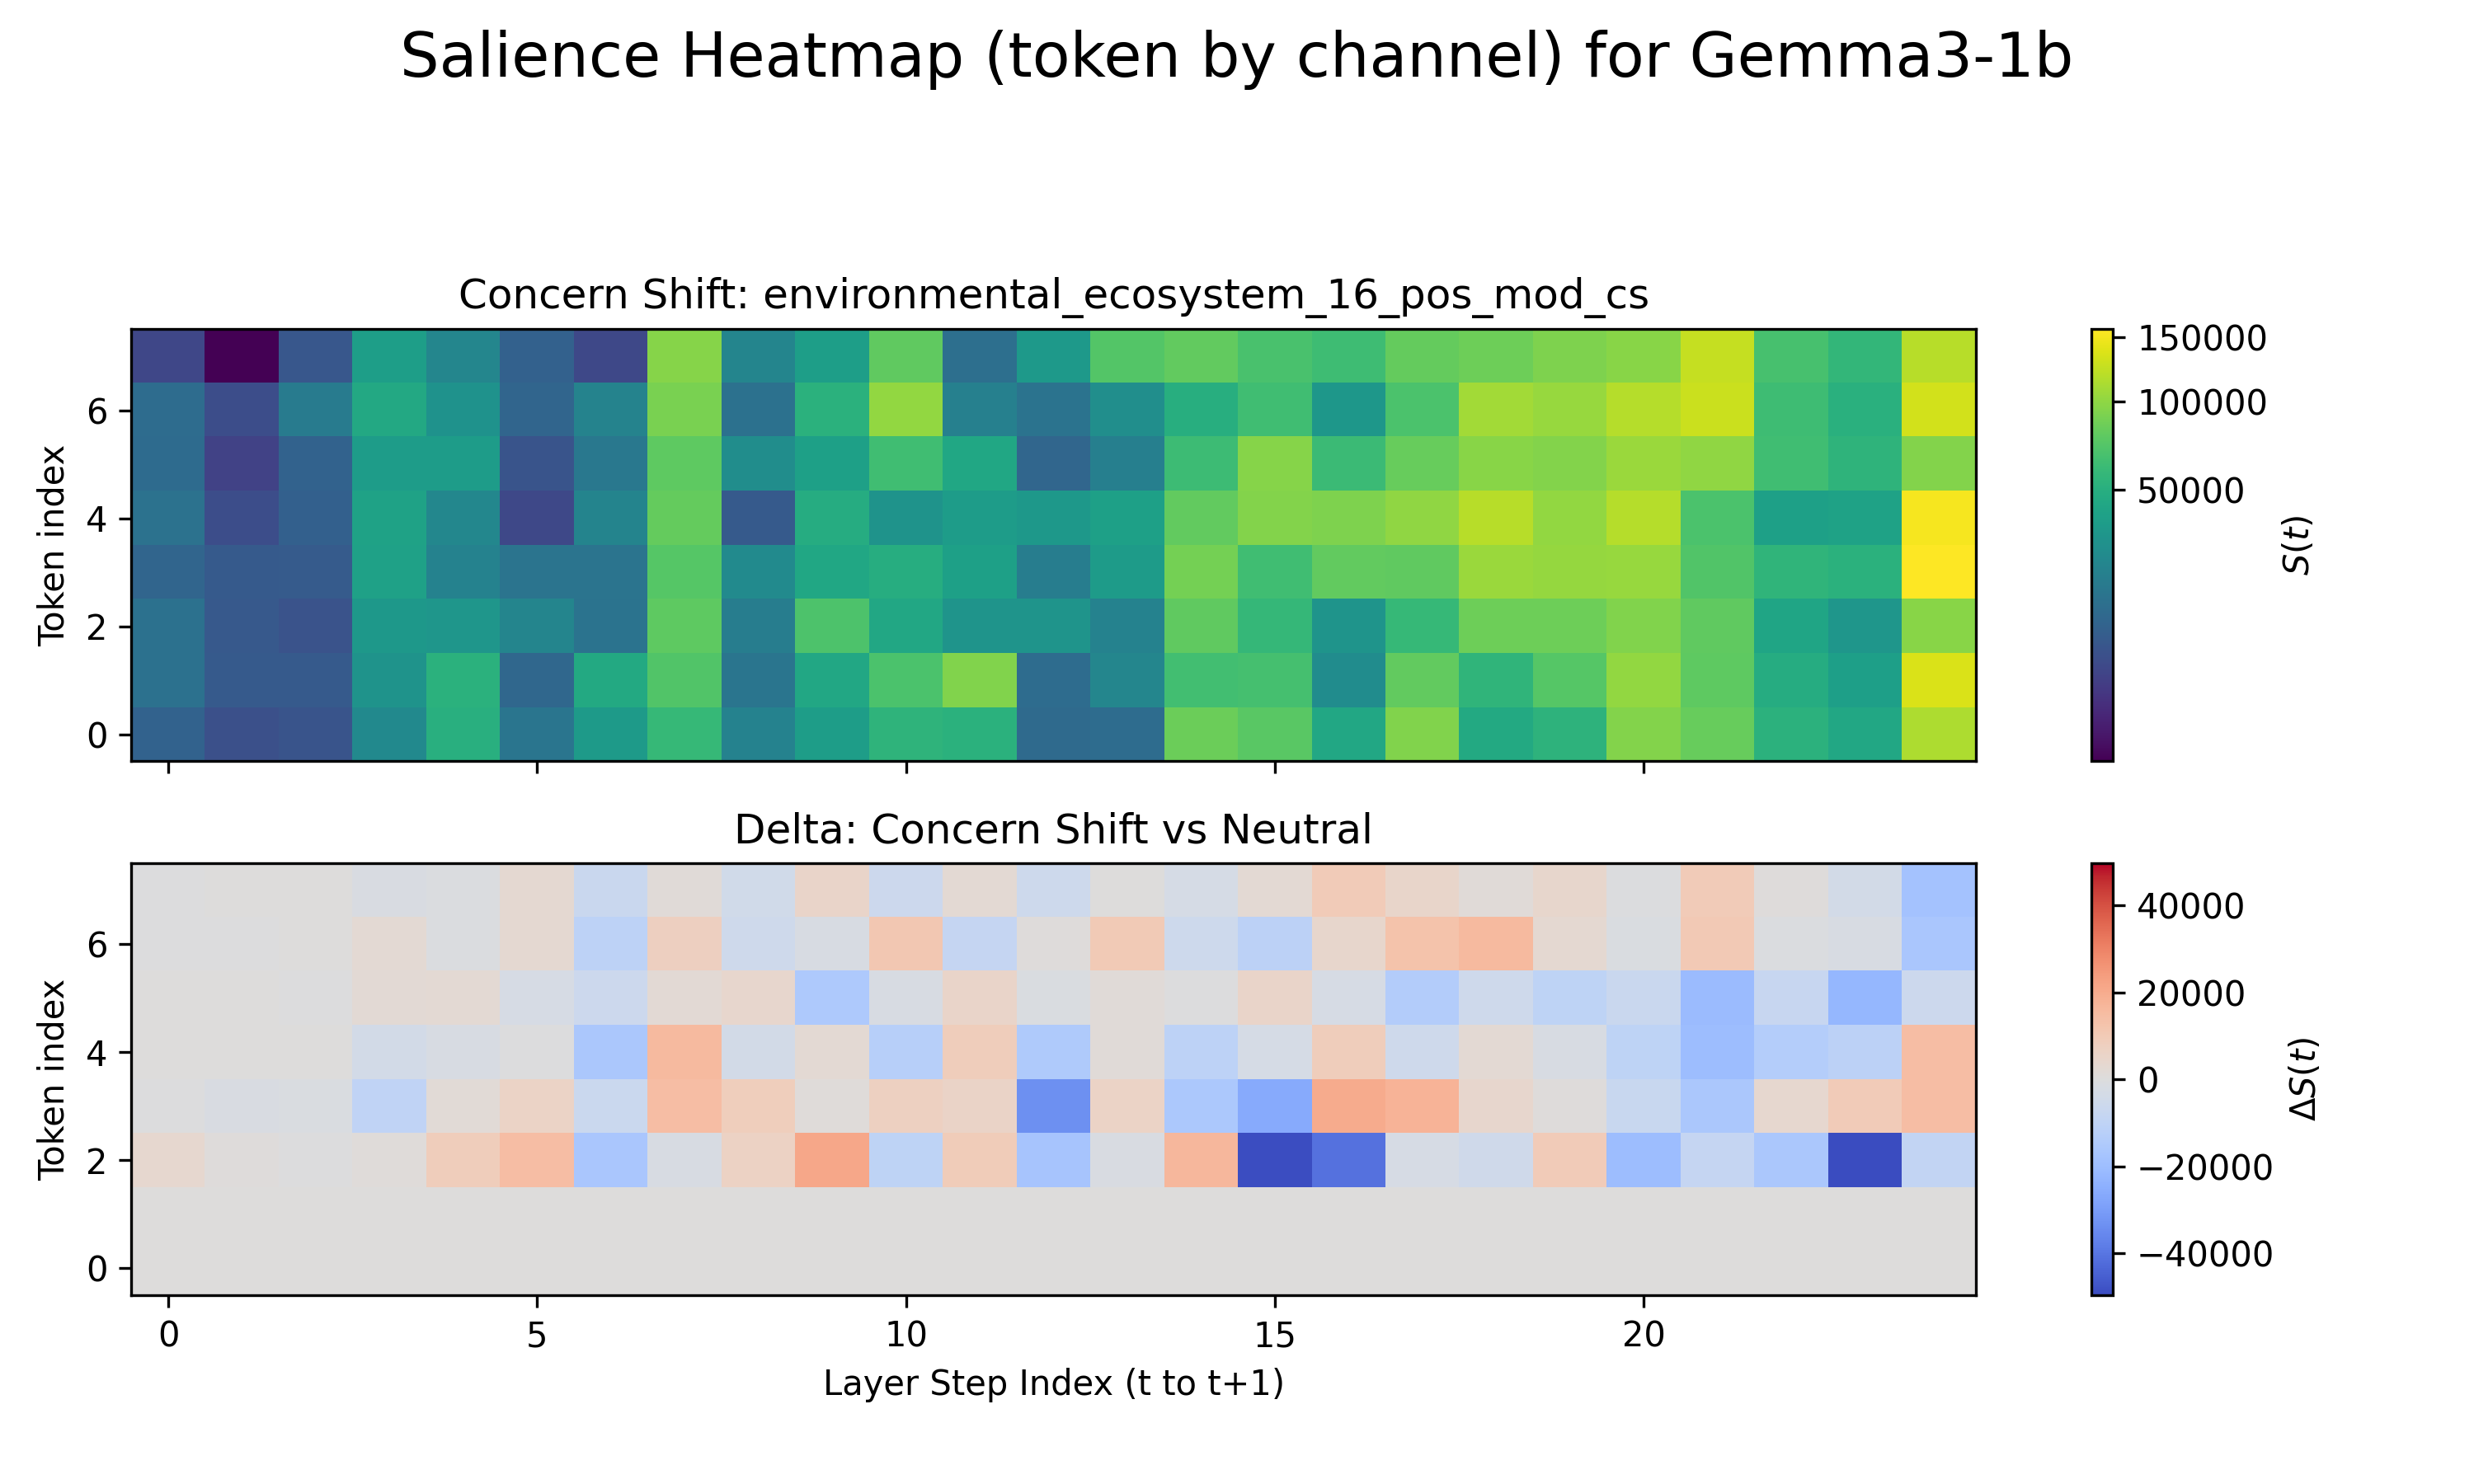 Salience Heatmap (token by channel) for Gemma3-1b
Concern Shift: environmental_ecosystem_16_pos_mod_cs
Token index
6
4
2
0
150000
100000
50000
S(t)
Delta: Concern Shift vs Neutral
Token index
6
4
2
0
0
5
10
15
20
Layer Step Index (t to t+1)
40000
20000
0
−20000
−40000
ΔS(t)